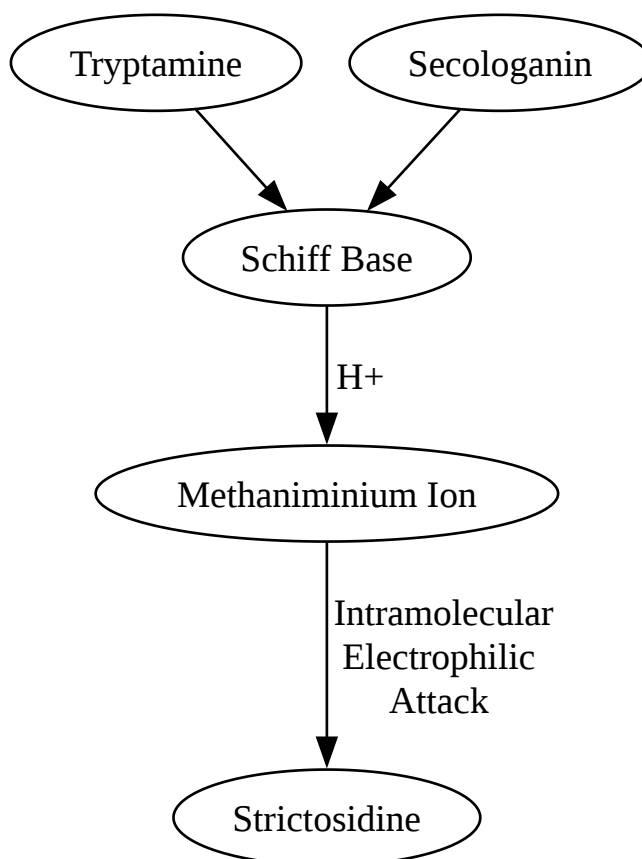 Tryptamine
Secologanin
Schiff Base
H+
Methaniminium Ion
Intramolecular
Electrophilic
Attack
Strictosidine